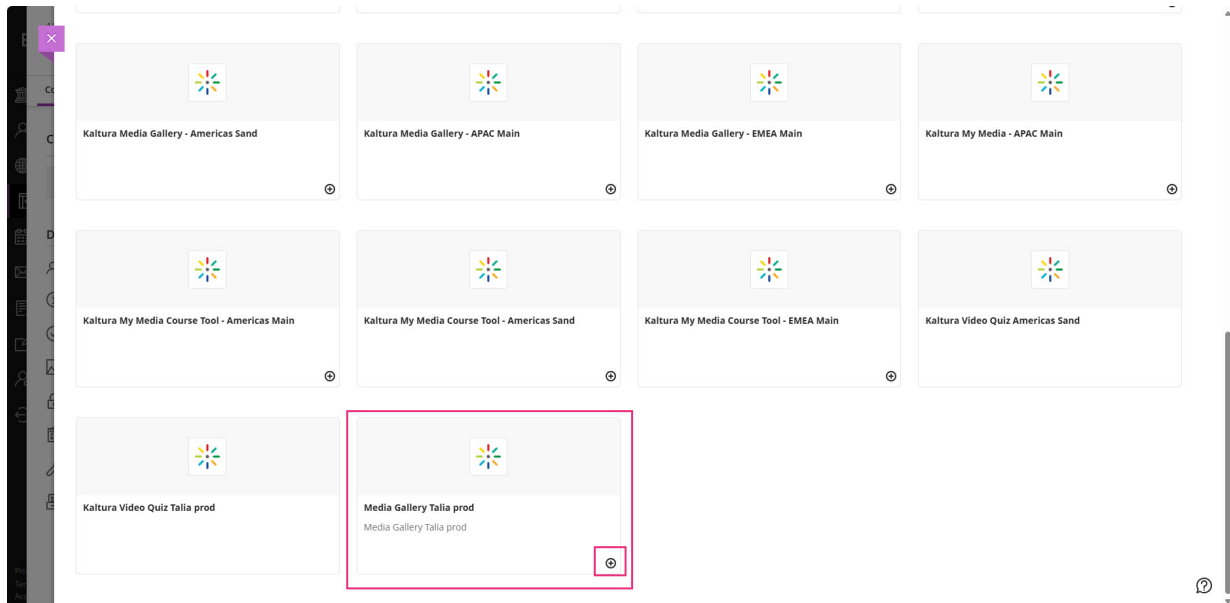 Kaltura Media Gallery - Americas Sand
Kaltura Media Gallery - APAC Main
Kaltura Media Gallery - EMEA Main
Kaltura My Media - APAC Main
Kaltura My Media Course Tool - Americas Main
Kaltura My Media Course Tool - Americas Sand
Kaltura My Media Course Tool - EMEA Main
Kaltura Video Quiz Americas Sand
Kaltura Video Quiz Talia prod
Media Gallery Talia prod
Media Gallery Talia prod